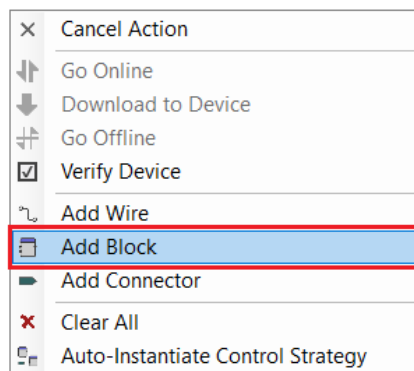 Cancel Action
Go Online
Download to Device
Go Offline
Verify Device
Add Wire
Add Block
Add Connector
Clear All
Auto-Instantiate Control Strategy